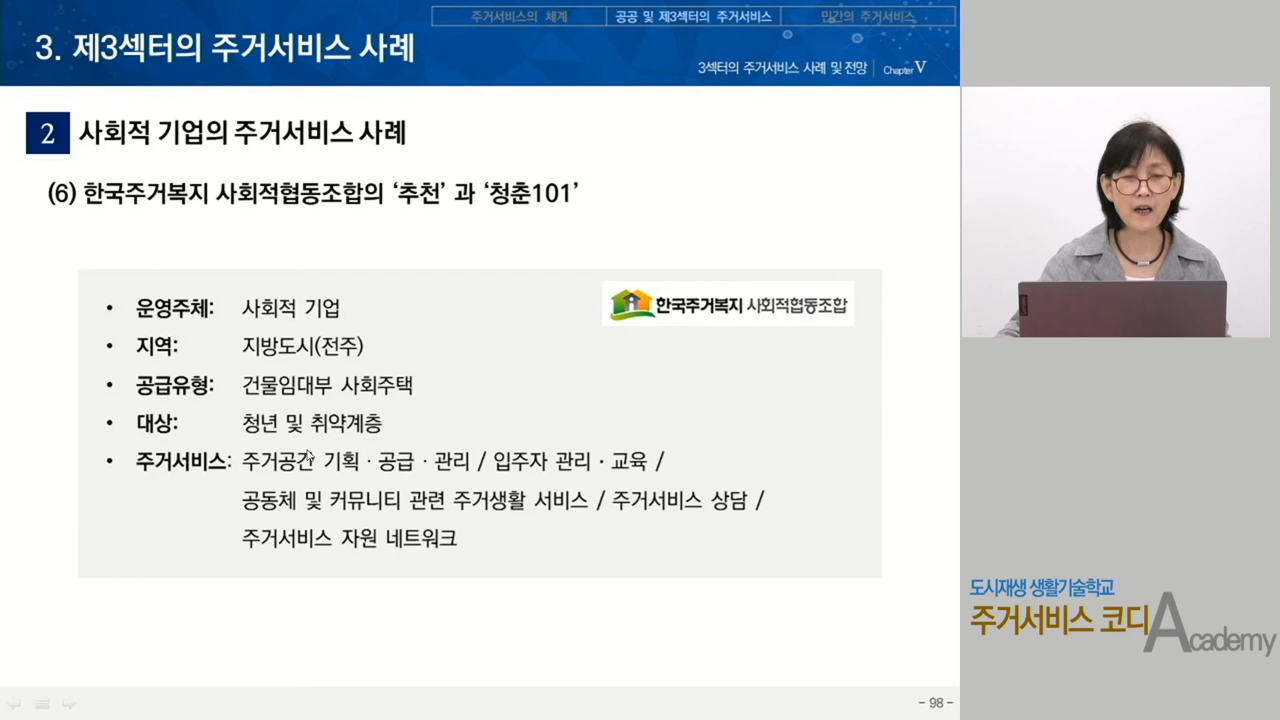 주거서비스의 체계
공공 및 제3섹터의 주거서비스
민간의 주거서비스
3. 제3섹터의 주거서비스 사례
3섹터의 주거서비스 사례 및 전망
Chapter V
2 사회적 기업의 주거서비스 사례
(6) 한국주거복지 사회적협동조합의 ‘추천’ 과 ‘청춘101’
한국주거복지 사회적협동조합
• 운영주체: 사회적 기업
• 지역: 지방도시(전주)
• 공급유형: 건물임대부 사회주택
• 대상: 청년 및 취약계층
• 주거서비스: 주거공간 기획 · 공급 · 관리 / 입주자 관리 · 교육 /
공동체 및 커뮤니티 관련 주거생활 서비스 / 주거서비스 상담 /
주거서비스 자원 네트워크
도시재생 생활기술학교
주거서비스 코디 Academy
- 98 -